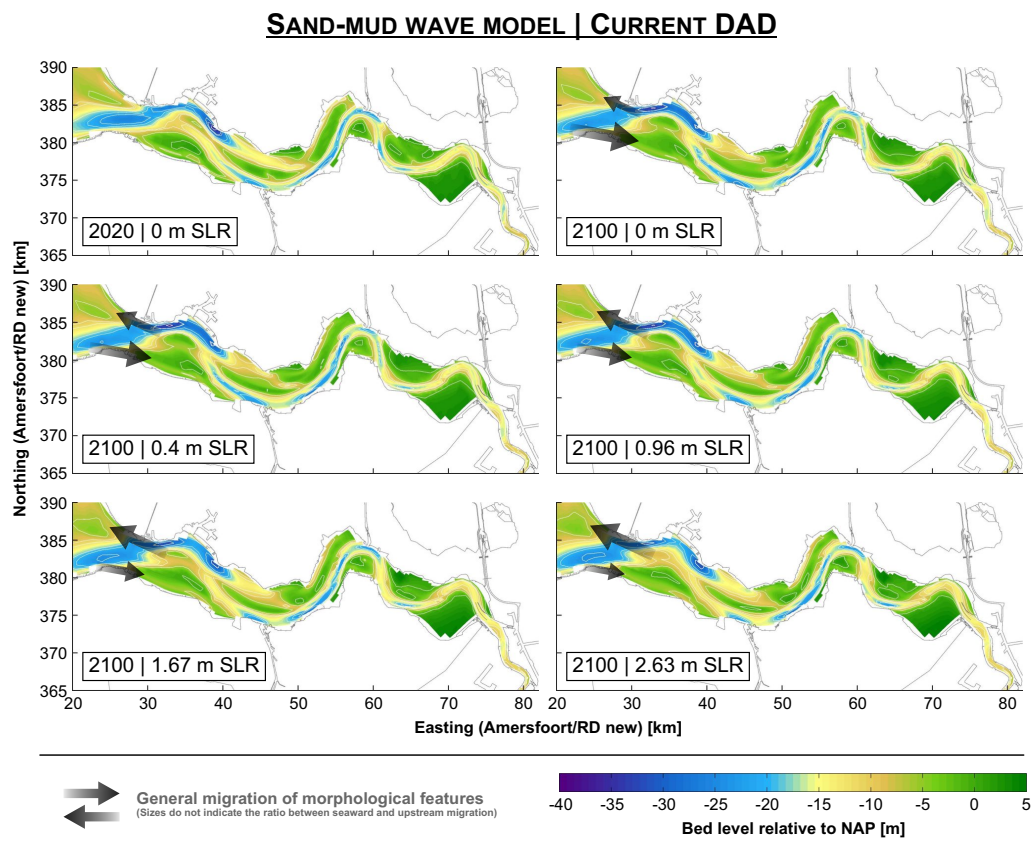 SAND-MUD WAVE MODEL | CURRENT DAD
390
385
380
375
370
365
2020 | 0 m SLR
2100 | 0 m SLR
390
385
380
375
370
365
2100 | 0.4 m SLR
2100 | 0.96 m SLR
390
385
380
375
370
365
2100 | 1.67 m SLR
2100 | 2.63 m SLR
20 30 40 50 60 70 80
20 30 40 50 60 70 80
Northing (Amersfoort/RD new) [km]
Easting (Amersfoort/RD new) [km]
General migration of morphological features
(Sizes do not indicate the ratio between seaward and upstream migration)
-40 -35 -30 -25 -20 -15 -10 -5 0 5
Bed level relative to NAP [m]